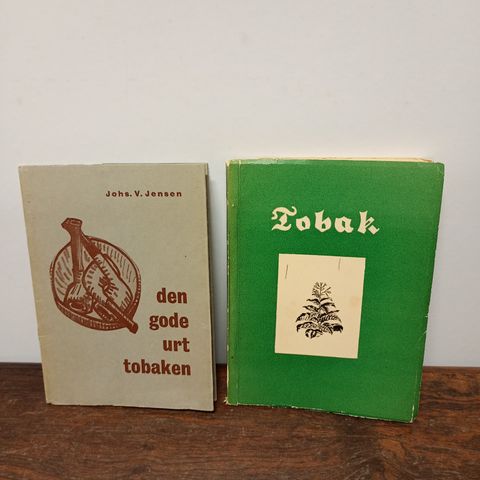 Johs. V. Jensen
den
gode
urt
tobaken
Tobak